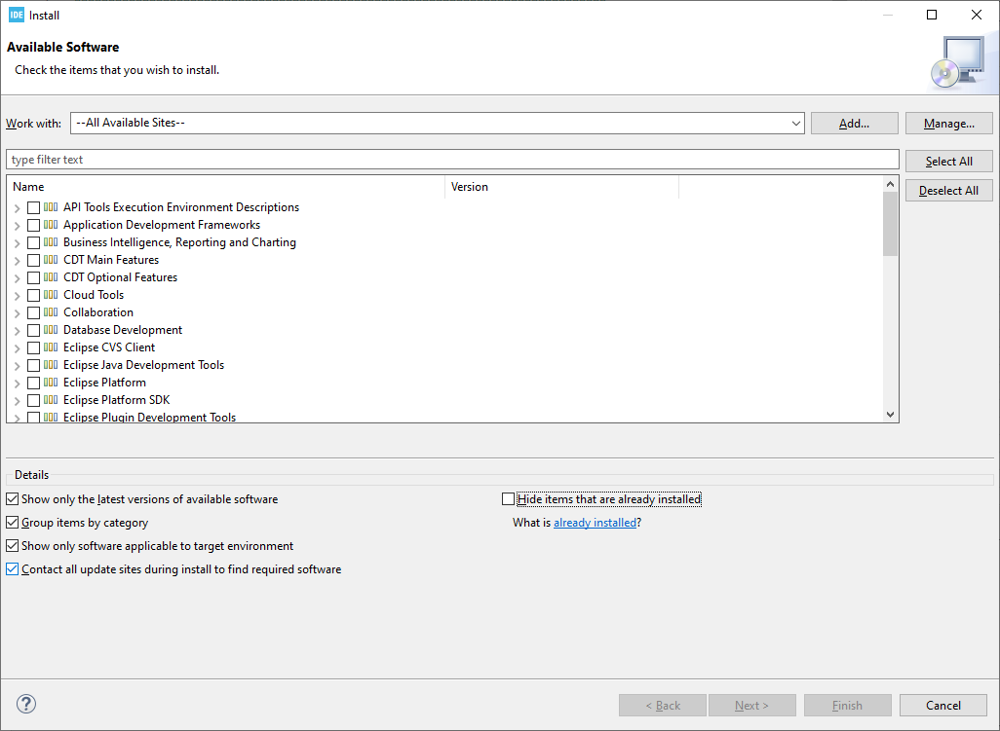 IDE Install
Available Software
Check the items that you wish to install.
Work with: --All Available Sites-- Add... Manage...
type filter text Select All
Name Version Deselect All
API Tools Execution Environment Descriptions
Application Development Frameworks
Business Intelligence, Reporting and Charting
CDT Main Features
CDT Optional Features
Cloud Tools
Collaboration
Database Development
Eclipse CVS Client
Eclipse Java Development Tools
Eclipse Platform
Eclipse Platform SDK
Eclipse Plugin Development Tools
Details
Show only the latest versions of available software Hide items that are already installed
Group items by category What is already installed?
Show only software applicable to target environment
Contact all update sites during install to find required software
? < Back Next > Finish Cancel